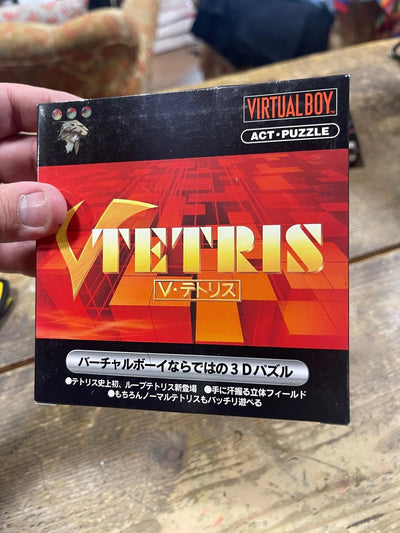 VIRTUAL BOY
ACT・PUZZLE
V TETRIS
V・テトリス
バーチャルボーイならではの3Dパズル
●テトリス史上初、ループテトリス新登場 ●手に汗握る立体フィールド
●もちろんノーマルテトリスもバッチリ遊べる